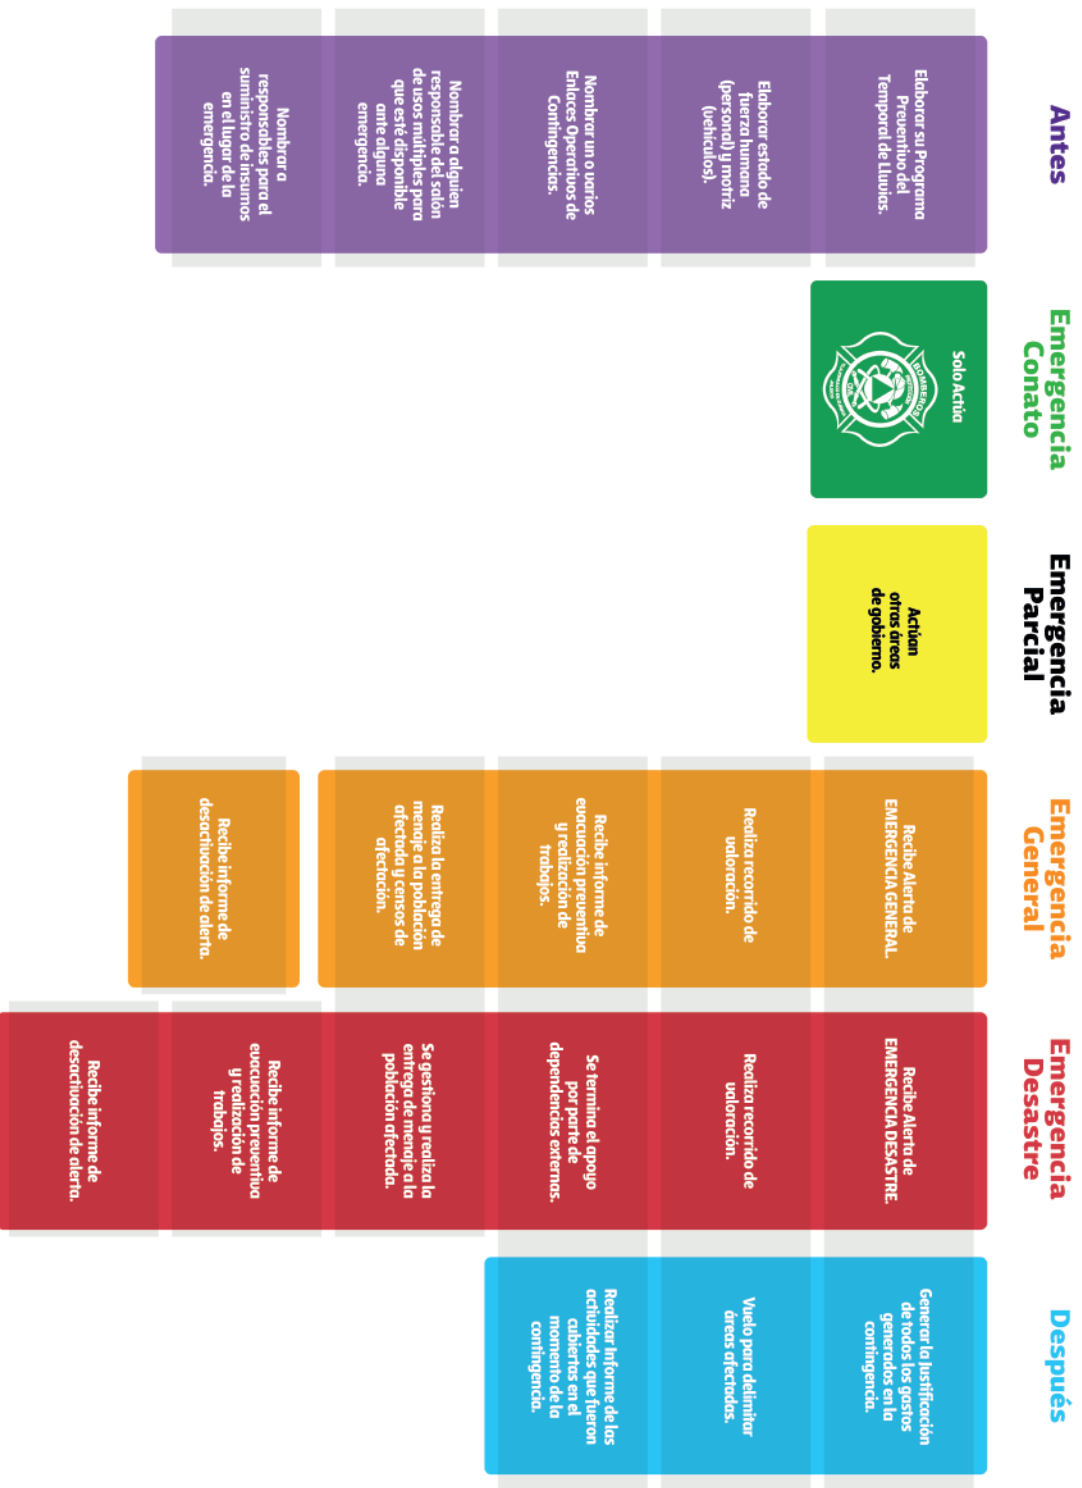 Antes
Elaborar su Programa
Preventivo del
Temporal de Lluvias.
Elaborar estado de
fuerza humana
(personal) y motriz
(vehículos).
Nombrar un o varios
Enlaces Operativos de
Contingencias.
Nombrar a alguien
responsable del salón
de usos múltiples para
que esté disponible
ante alguna
emergencia.
Nombrar a
responsables para el
suministro de insumos
en el lugar de la
emergencia.
Emergencia
Conato
Solo Actúa
BOMBEROS
CIVIL
Emergencia
Parcial
Actúan
otras áreas
de gobierno.
Emergencia
General
Recibe Alerta de
EMERGENCIA GENERAL.
Realiza recorrido de
valoración.
Recibe informe de
evacuación preventiva
y realización de
trabajos.
Realiza la entrega de
menaje a la población
afectada y censos de
afectación.
Recibe informe de
desactivación de alerta.
Emergencia
Desastre
Recibe Alerta de
EMERGENCIA DESASTRE.
Realiza recorrido de
valoración.
Se termina el apoyo
por parte de
dependencias externas.
Se gestiona y realiza la
entrega de menaje a la
población afectada.
Recibe informe de
evacuación preventiva
y realización de
trabajos.
Recibe informe de
desactivación de alerta.
Después
Generar la Justificación
de todos los gastos
generados en la
contingencia.
Vuelo para delimitar
áreas afectadas.
Realizar Informe de las
actividades que fueron
cubiertas en el
momento de la
contingencia.